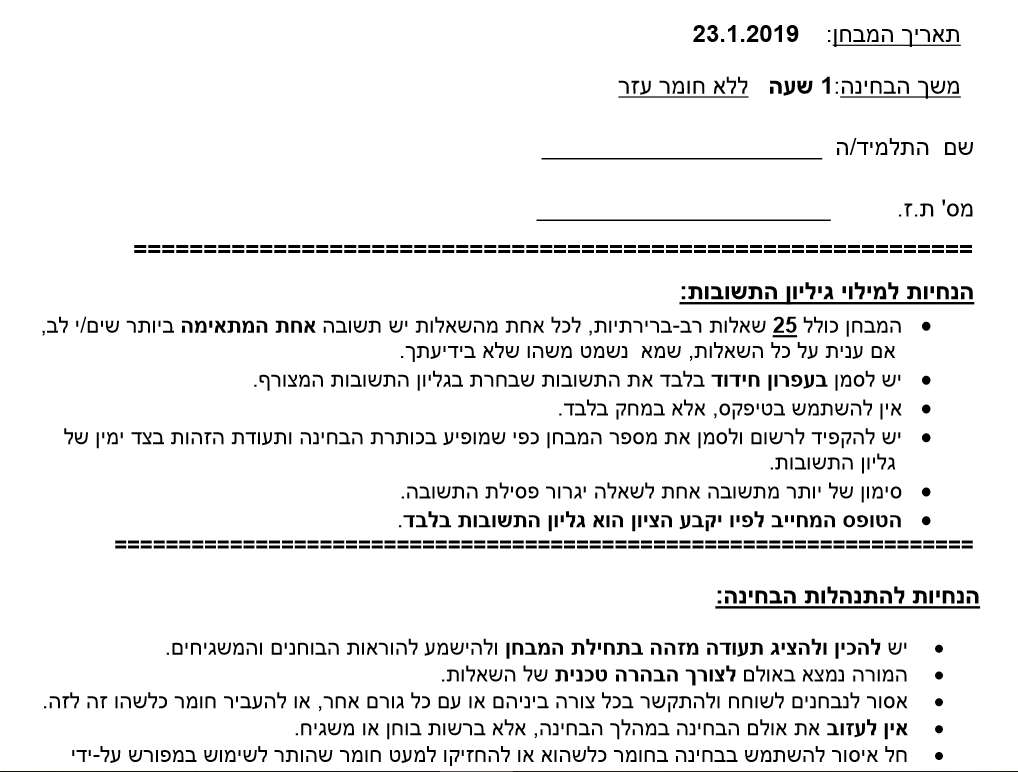 תאריך המבחן: 23.1.2019
משך הבחינה: 1 שעה ללא חומר עזר
שם התלמיד/ה ____________________
מס' ת.ז. _____________________
============================================================
הנחיות למילוי גיליון התשובות:
• המבחן כולל 25 שאלות רב-ברירתיות, לכל אחת מהשאלות יש תשובה אחת המתאימה ביותר שים/י לב,
אם ענית על כל השאלות, שמא נשמט משהו שלא בידיעתך.
• יש לסמן בעפרון חידוד בלבד את התשובות שבחרת בגליון התשובות המצורף.
• אין להשתמש בטיפקס, אלא במחק בלבד.
• יש להקפיד לרשום ולסמן את מספר המבחן כפי שמופיע בכותרת הבחינה ותעודת הזהות בצד ימין של
גליון התשובות.
• סימון של יותר מתשובה אחת לשאלה יגרור פסילת התשובה.
• הטופס המחייב לפיו יקבע הציון הוא גליון התשובות בלבד.
==============================================================
הנחיות להתנהלות הבחינה:
• יש להכין ולהציג תעודה מזהה בתחילת המבחן ולהישמע להוראות הבוחנים והמשגיחים.
• המורה נמצא באולם לצורך הבהרה טכנית של השאלות.
• אסור לנבחנים לשוחח ולהתקשר בכל צורה ביניהם או עם כל גורם אחר, או להעביר חומר כלשהו זה לזה.
• אין לעזוב את אולם הבחינה במהלך הבחינה, אלא ברשות בוחן או משגיח.
• חל איסור להשתמש בבחינה בחומר כלשהוא או להחזיקו למעט חומר שהותר לשימוש במפורש על-ידי